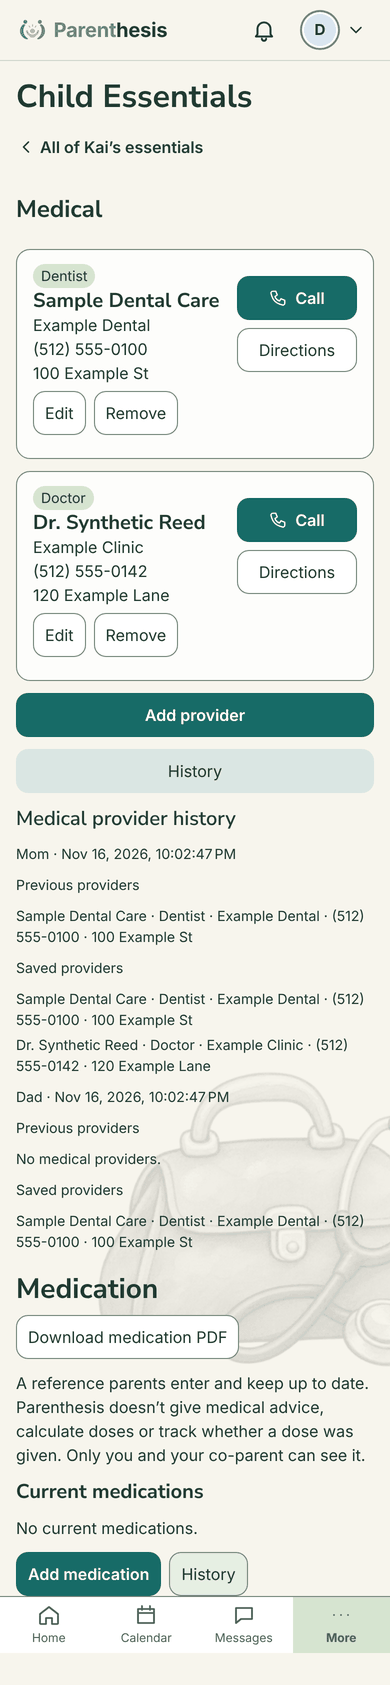 Parenthesis
D
Child Essentials
All of Kai’s essentials
Medical
Dentist
Sample Dental Care
Example Dental
(512) 555-0100
100 Example St
Call
Directions
Edit
Remove
Doctor
Dr. Synthetic Reed
Example Clinic
(512) 555-0142
120 Example Lane
Call
Directions
Edit
Remove
Add provider
History
Medical provider history
Mom · Nov 16, 2026, 10:02:47 PM
Previous providers
Sample Dental Care · Dentist · Example Dental · (512)
555-0100 · 100 Example St
Saved providers
Sample Dental Care · Dentist · Example Dental · (512)
555-0100 · 100 Example St
Dr. Synthetic Reed · Doctor · Example Clinic · (512)
555-0142 · 120 Example Lane
Dad · Nov 16, 2026, 10:02:47 PM
Previous providers
No medical providers.
Saved providers
Sample Dental Care · Dentist · Example Dental · (512)
555-0100 · 100 Example St
Medication
Download medication PDF
A reference parents enter and keep up to date.
Parenthesis doesn’t give medical advice,
calculate doses or track whether a dose was
given. Only you and your co-parent can see it.
Current medications
No current medications.
Add medication
History
Home
Calendar
Messages
More